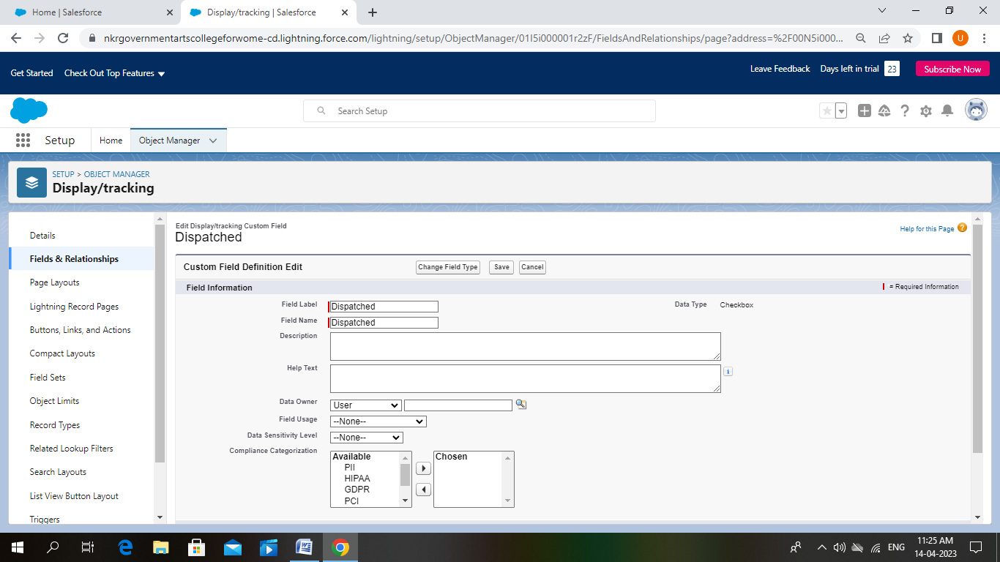 Home | Salesforce
Display/tracking | Salesforce
nkrgovernmentartscollegeforwome-cd.lightning.force.com/lightning/setup/ObjectManager/01I5i000001r2zF/FieldsAndRelationships/page?address=%2F00N5i000...
U
Get Started
Check Out Top Features
Leave Feedback
Days left in trial
23
Subscribe Now
Search Setup
Setup
Home
Object Manager
SETUP > OBJECT MANAGER
Display/tracking
Details
Fields & Relationships
Page Layouts
Lightning Record Pages
Buttons, Links, and Actions
Compact Layouts
Field Sets
Object Limits
Record Types
Related Lookup Filters
Search Layouts
List View Button Layout
Triggers
Edit Display/tracking Custom Field
Dispatched
Help for this Page
Custom Field Definition Edit
Change Field Type
Save
Cancel
Field Information
= Required Information
Field Label
Dispatched
Data Type
Checkbox
Field Name
Dispatched
Description
Help Text
i
Data Owner
User
Field Usage
--None--
Data Sensitivity Level
--None--
Compliance Categorization
Available
PII
HIPAA
GDPR
PCI
Chosen
ENG
11:25 AM
14-04-2023